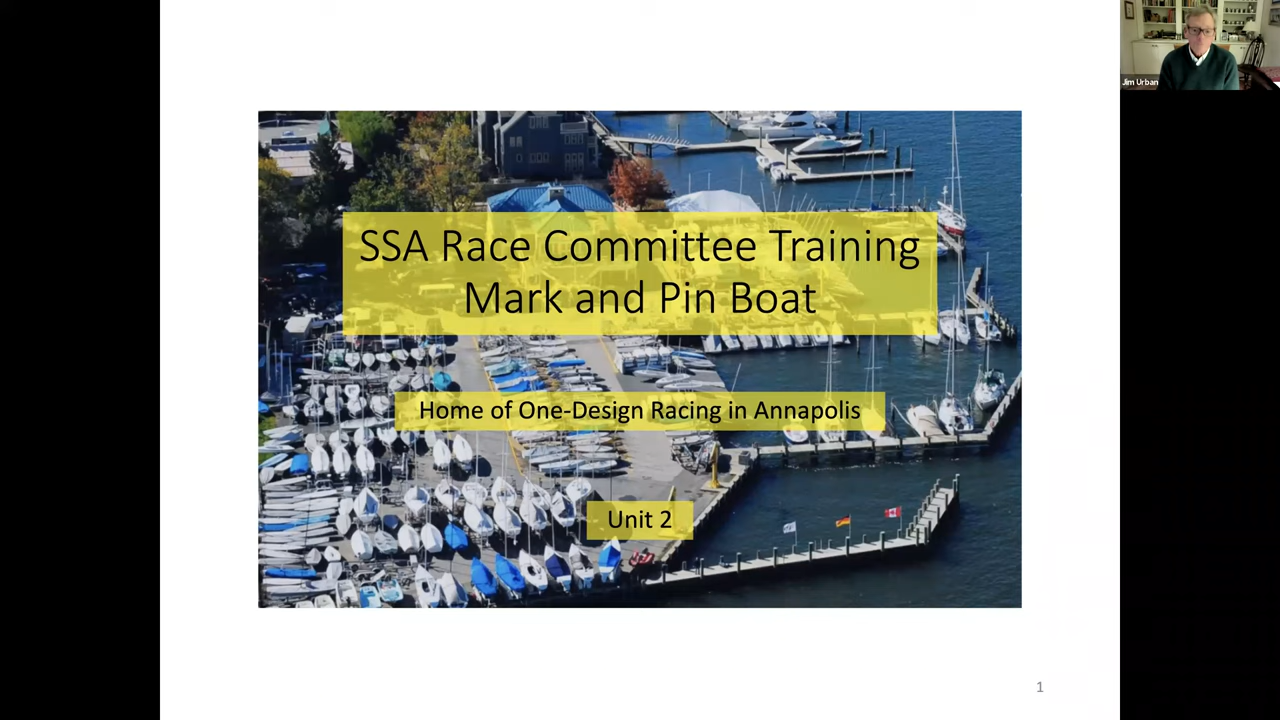 Jim Urban
SSA Race Committee Training
Mark and Pin Boat
Home of One-Design Racing in Annapolis
Unit 2
1